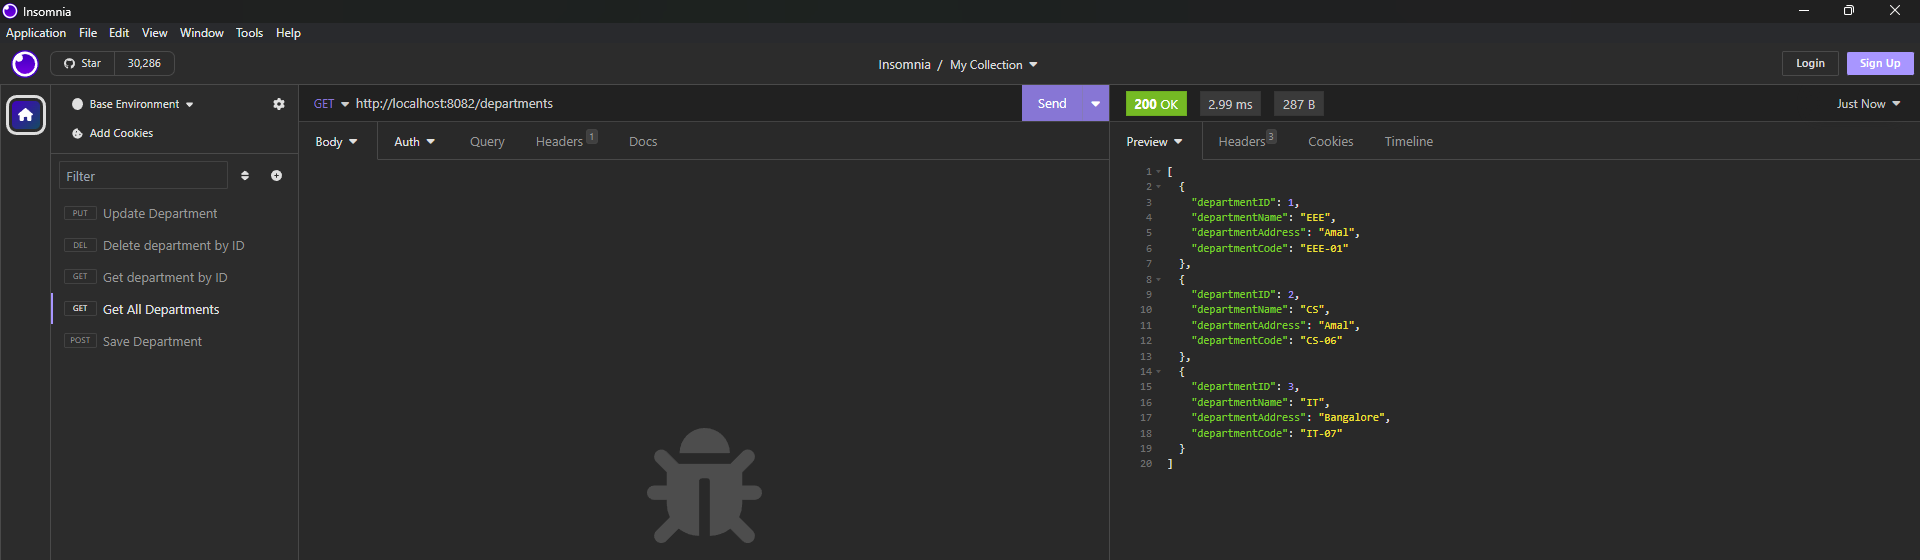 Insomnia
Application File Edit View Window Tools Help
Star 30,286
Insomnia / My Collection
Login Sign Up
Base Environment
Add Cookies
Filter
PUT Update Department
DEL Delete department by ID
GET Get department by ID
GET Get All Departments
POST Save Department
GET http://localhost:8082/departments
Send
Body Auth Query Headers 1 Docs
200 OK 2.99 ms 287 B
Just Now
Preview Headers 3 Cookies Timeline
1 [
2 {
3 "departmentID": 1,
4 "departmentName": "EEE",
5 "departmentAddress": "Amal",
6 "departmentCode": "EEE-01"
7 },
8 {
9 "departmentID": 2,
10 "departmentName": "CS",
11 "departmentAddress": "Amal",
12 "departmentCode": "CS-06"
13 },
14 {
15 "departmentID": 3,
16 "departmentName": "IT",
17 "departmentAddress": "Bangalore",
18 "departmentCode": "IT-07"
19 }
20 ]